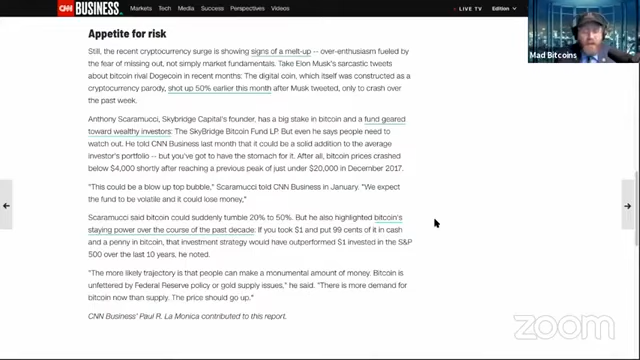 CNN BUSINESS
Markets Tech Media Success Perspectives Videos
LIVE TV Edition
Mad Bitcoins
Appetite for risk
Still, the recent cryptocurrency surge is showing signs of a melt-up -- over-enthusiasm fueled by
the fear of missing out, not simply market fundamentals. Take Elon Musk's sarcastic tweets
about bitcoin rival Dogecoin in recent months: The digital coin, which itself was constructed as a
cryptocurrency parody, shot up 50% earlier this month after Musk tweeted, only to crash over
the past week.
Anthony Scaramucci, Skybridge Capital's founder, has a big stake in bitcoin and a fund geared
toward wealthy investors: The SkyBridge Bitcoin Fund LP. But even he says people need to
watch out. He told CNN Business last month that it could be a solid addition to the average
investor's portfolio -- but you've got to have the stomach for it. After all, bitcoin prices crashed
below $4,000 shortly after reaching a previous peak of just under $20,000 in December 2017.
"This could be a blow up top bubble," Scaramucci told CNN Business in January. "We expect
the fund to be volatile and it could lose money,"
Scaramucci said bitcoin could suddenly tumble 20% to 50%. But he also highlighted bitcoin's
staying power over the course of the past decade: If you took $1 and put 99 cents of it in cash
and a penny in bitcoin, that investment strategy would have outperformed $1 invested in the S&P
500 over the last 10 years, he noted.
"The more likely trajectory is that people can make a monumental amount of money. Bitcoin is
unfettered by Federal Reserve policy or gold supply issues," he said. "There is more demand for
bitcoin now than supply. The price should go up."
CNN Business' Paul R. La Monica contributed to this report.
zoom